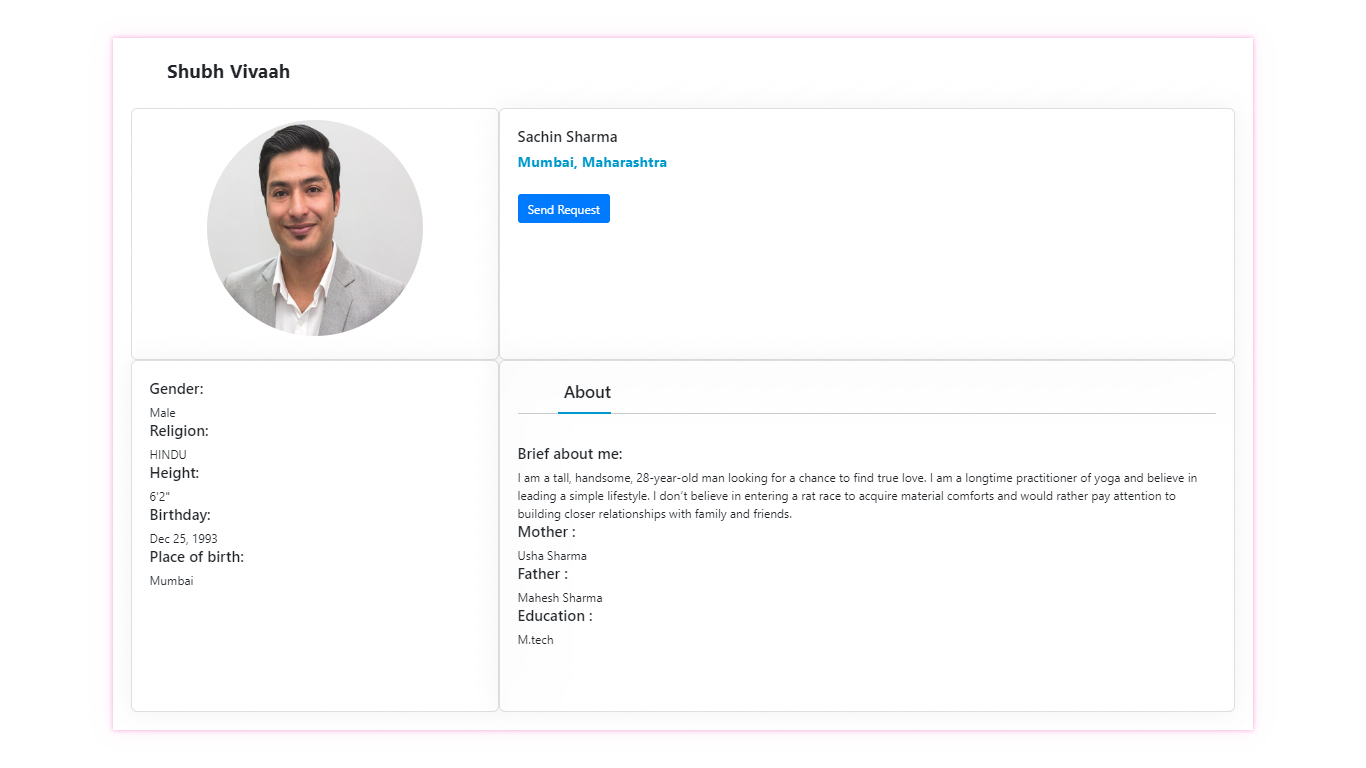 Shubh Vivaah
Sachin Sharma
Mumbai, Maharashtra
Send Request
Gender:
Male
Religion:
HINDU
Height:
6'2"
Birthday:
Dec 25, 1993
Place of birth:
Mumbai
About
Brief about me:
I am a tall, handsome, 28-year-old man looking for a chance to find true love. I am a longtime practitioner of yoga and believe in
leading a simple lifestyle. I don’t believe in entering a rat race to acquire material comforts and would rather pay attention to
building closer relationships with family and friends.
Mother :
Usha Sharma
Father :
Mahesh Sharma
Education :
M.tech